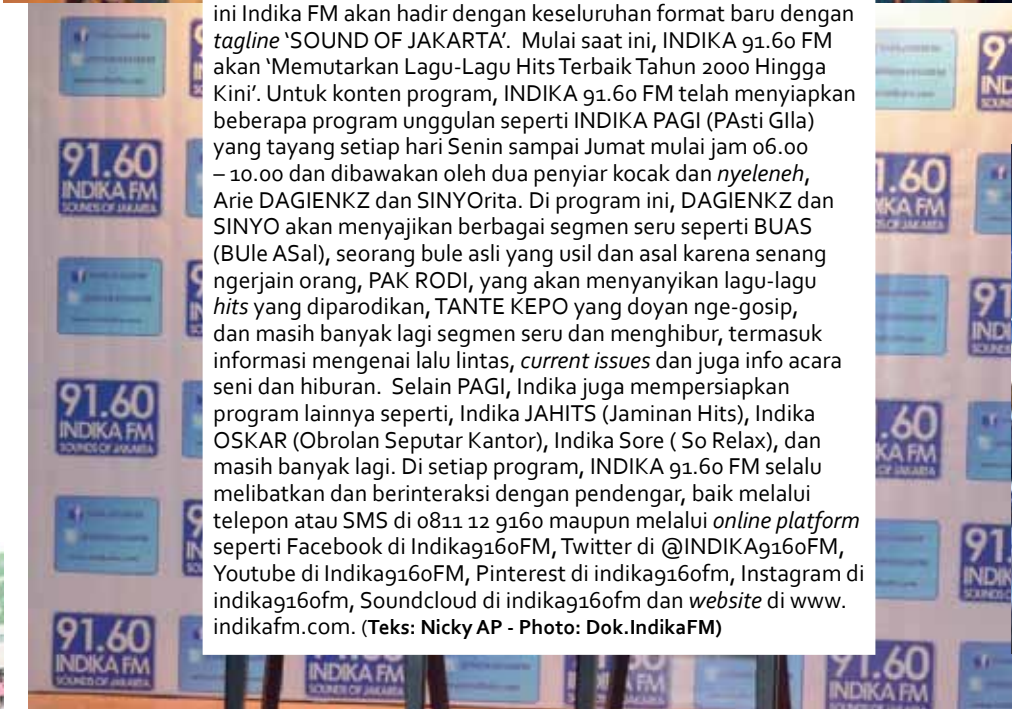 ini Indika FM akan hadir dengan keseluruhan format baru dengan
tagline ‘SOUND OF JAKARTA’. Mulai saat ini, INDIKA 91.60 FM
akan ‘Memutarkan Lagu-Lagu Hits Terbaik Tahun 2000 Hingga
Kini’. Untuk konten program, INDIKA 91.60 FM telah menyiapkan
beberapa program unggulan seperti INDIKA PAGI (PAsti GIla)
yang tayang setiap hari Senin sampai Jumat mulai jam 06.00
– 10.00 dan dibawakan oleh dua penyiar kocak dan nyeleneh,
Arie DAGIENKZ dan SINYOrita. Di program ini, DAGIENKZ dan
SINYO akan menyajikan berbagai segmen seru seperti BUAS
(BUle ASal), seorang bule asli yang usil dan asal karena senang
ngerjain orang, PAK RODI, yang akan menyanyikan lagu-lagu
hits yang diparodikan, TANTE KEPO yang doyan nge-gosip,
dan masih banyak lagi segmen seru dan menghibur, termasuk
informasi mengenai lalu lintas, current issues dan juga info acara
seni dan hiburan. Selain PAGI, Indika juga mempersiapkan
program lainnya seperti, Indika JAHITS (Jaminan Hits), Indika
OSKAR (Obrolan Seputar Kantor), Indika Sore ( So Relax), dan
masih banyak lagi. Di setiap program, INDIKA 91.60 FM selalu
melibatkan dan berinteraksi dengan pendengar, baik melalui
telepon atau SMS di 0811 12 9160 maupun melalui online platform
seperti Facebook di Indika9160FM, Twitter di @INDIKA9160FM,
Youtube di Indika9160FM, Pinterest di indika9160fm, Instagram di
indika9160fm, Soundcloud di indika9160fm dan website di www.
indikafm.com. (Teks: Nicky AP - Photo: Dok.IndikaFM)
91.60
INDIKA FM
SOUNDS OF JAKARTA
91.60
INDIKA FM
SOUNDS OF JAKARTA
91.60
INDIKA FM
SOUNDS OF JAKARTA
INDIKA FM
SOUNDS OF JAKARTA
91.60
INDIKA FM